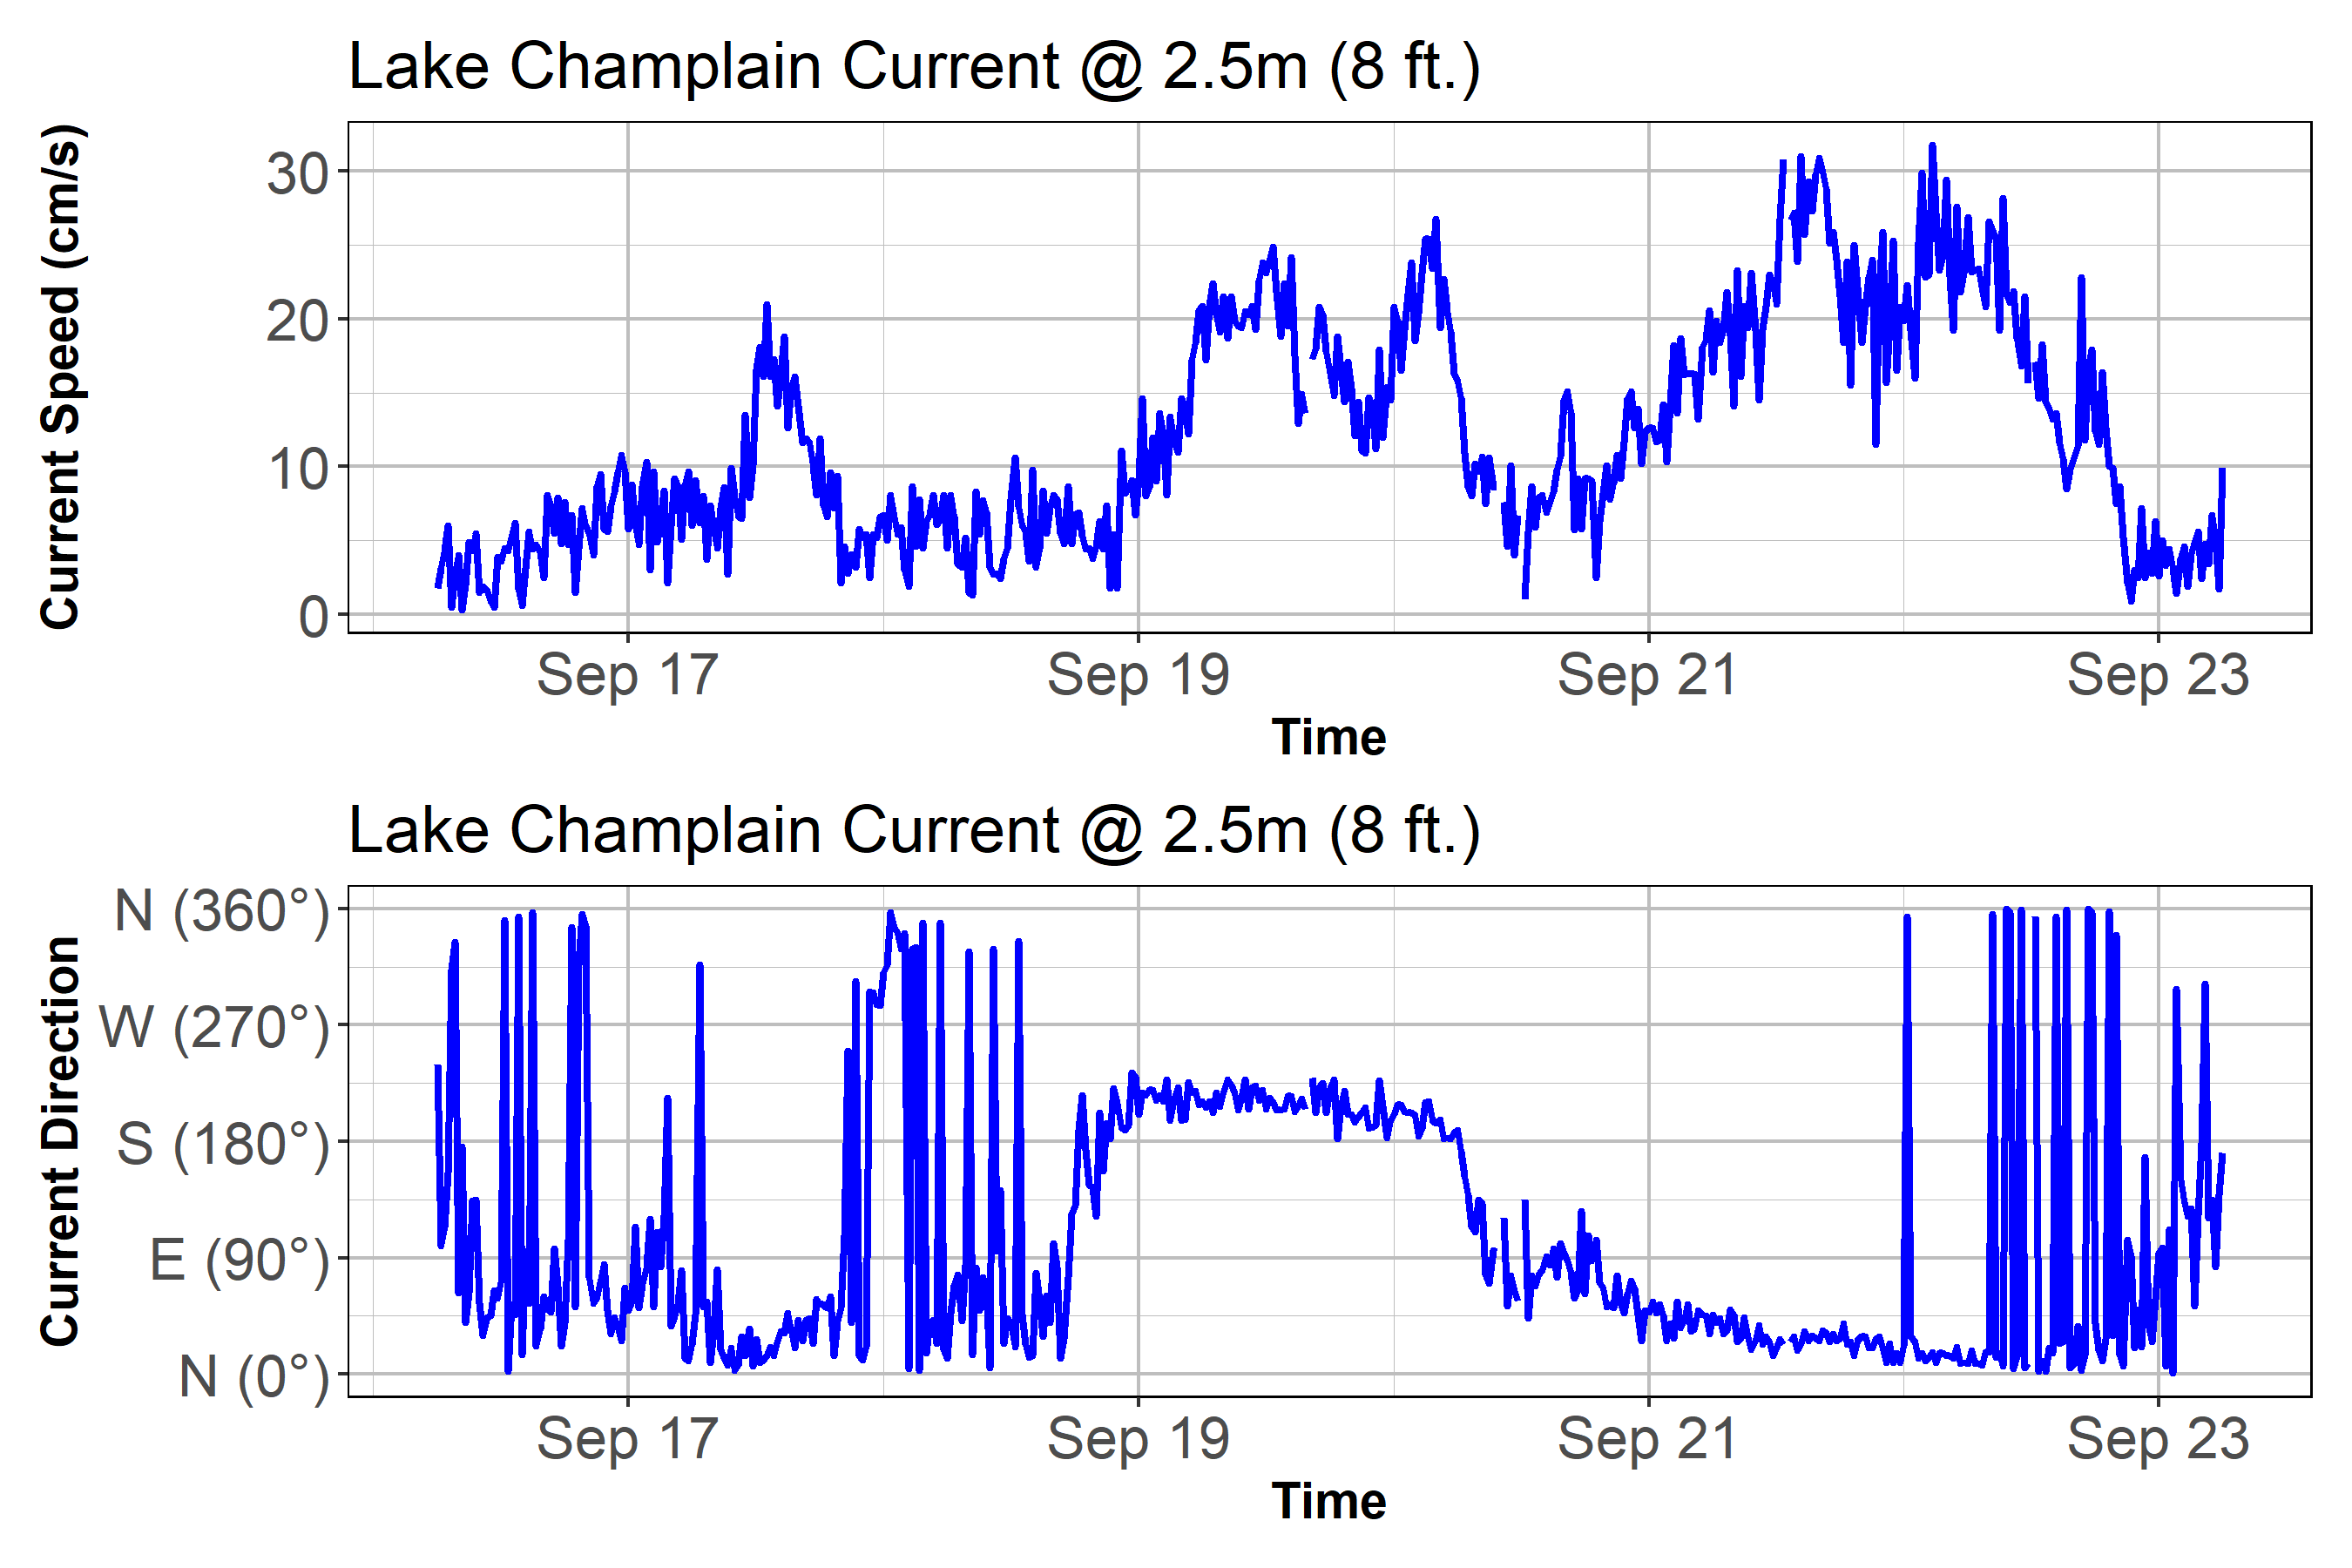 Lake Champlain Current @ 2.5m (8 ft.)
Current Speed (cm/s)
30
20
10
0
Sep 17 Sep 19 Sep 21 Sep 23
Time
Lake Champlain Current @ 2.5m (8 ft.)
Current Direction
N (360°)
W (270°)
S (180°)
E (90°)
N (0°)
Sep 17 Sep 19 Sep 21 Sep 23
Time